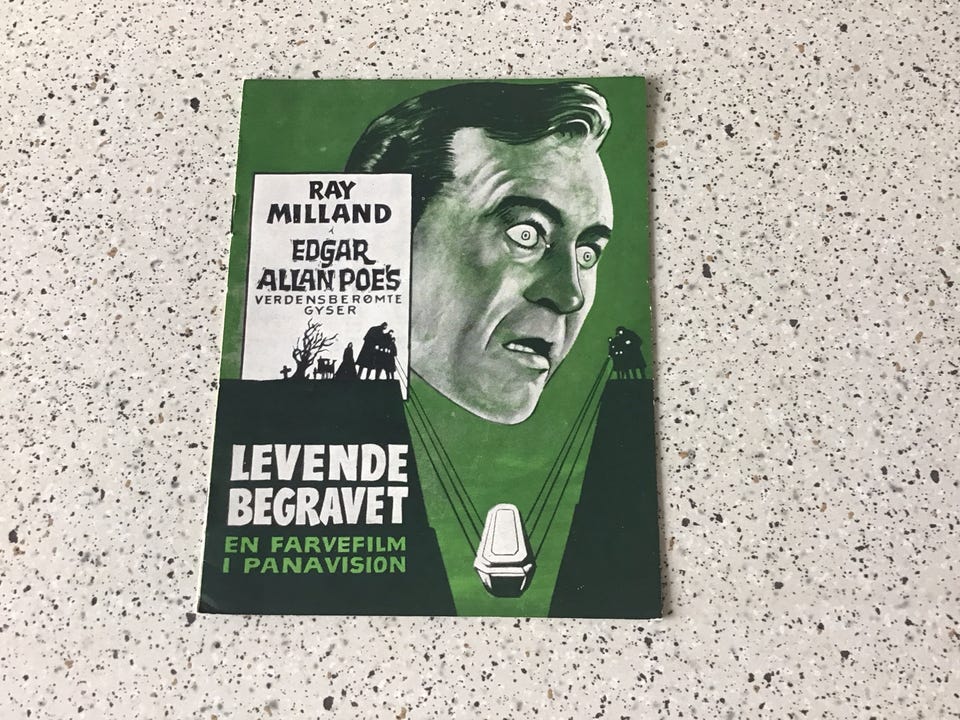 RAY
MILLAND
i
EDGAR
ALLAN POE'S
VERDENSBERØMTE
GYSER
LEVENDE
BEGRAVET
EN FARVEFILM
I PANAVISION